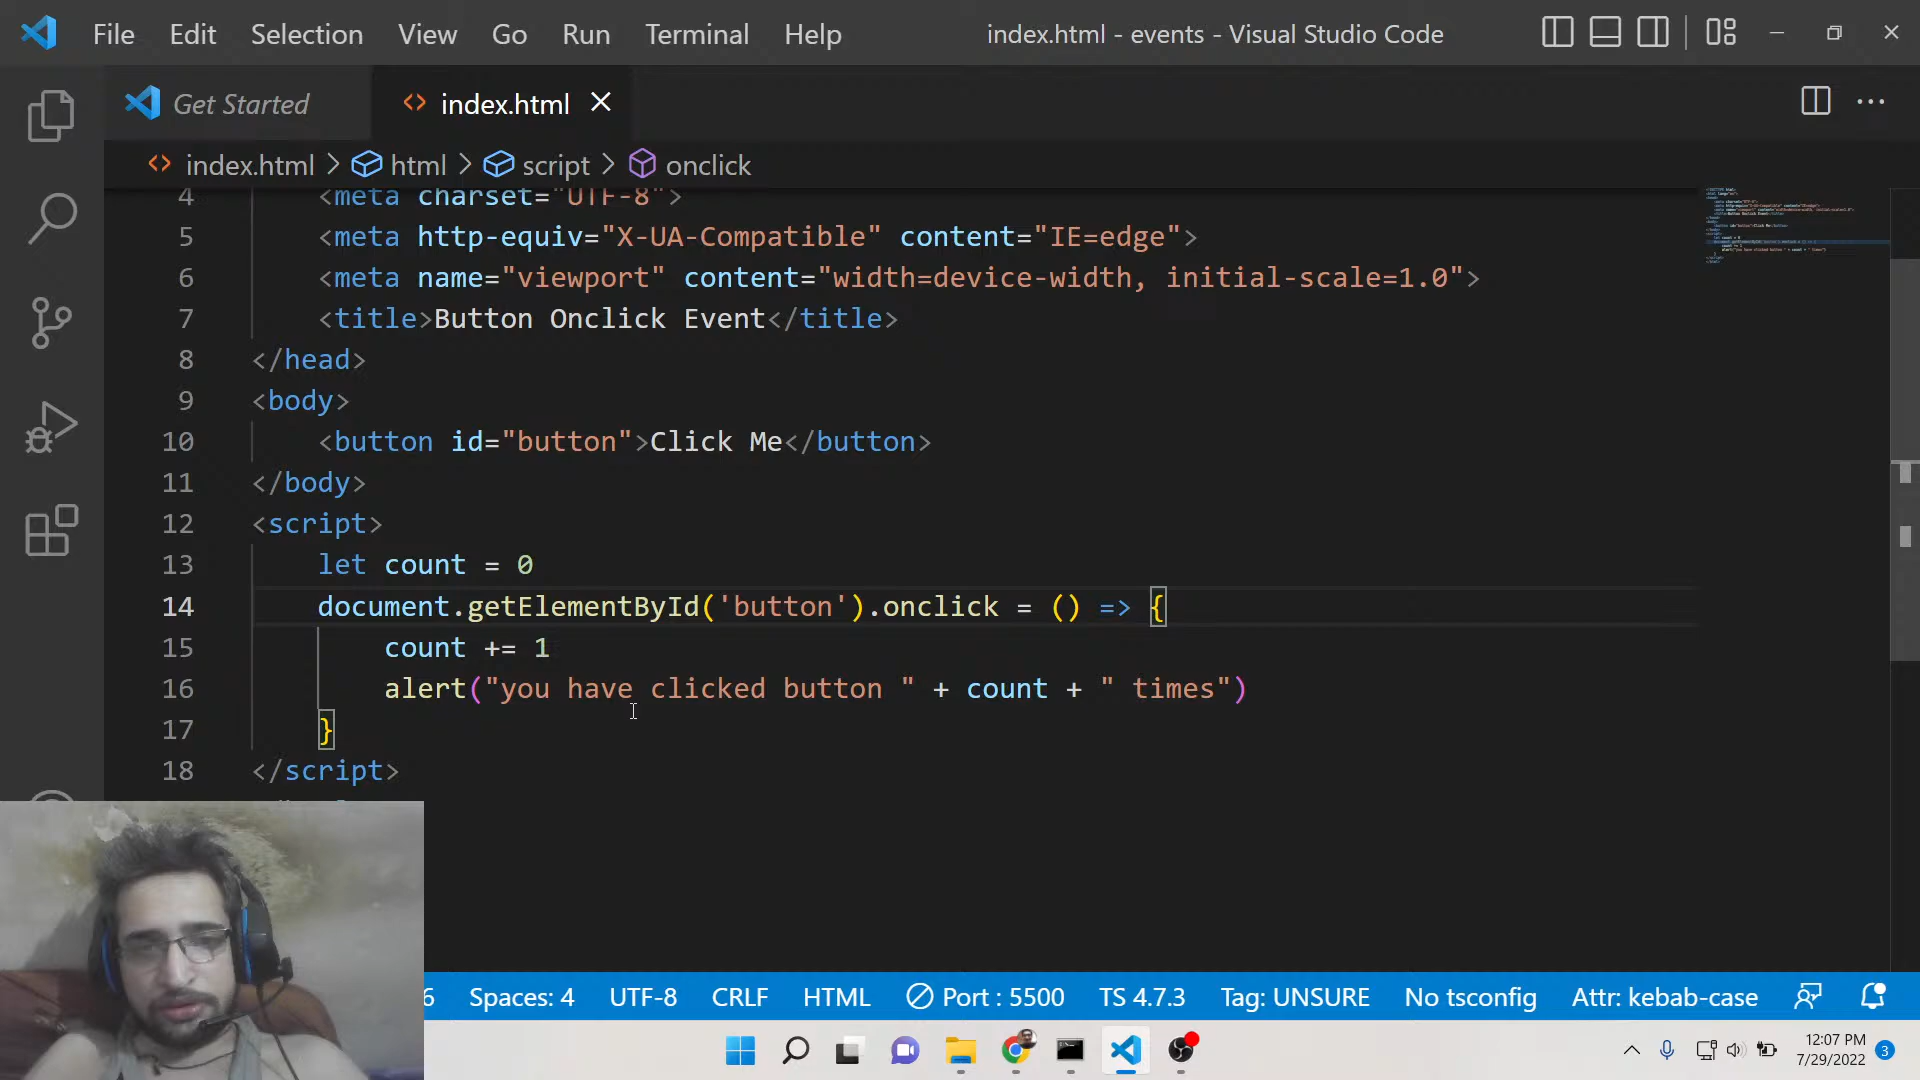 File Edit Selection View Go Run Terminal Help index.html - events - Visual Studio Code
Get Started index.html
index.html > html > script > onclick
4 <meta charset="UTF-8">
5 <meta http-equiv="X-UA-Compatible" content="IE=edge">
6 <meta name="viewport" content="width=device-width, initial-scale=1.0">
7 <title>Button Onclick Event</title>
8 </head>
9 <body>
10 <button id="button">Click Me</button>
11 </body>
12 <script>
13 let count = 0
14 document.getElementById('button').onclick = () => {
15 count += 1
16 alert("you have clicked button " + count + " times")
17 }
18 </script>
6 Spaces: 4 UTF-8 CRLF HTML Port : 5500 TS 4.7.3 Tag: UNSURE No tsconfig Attr: kebab-case
12:07 PM
7/29/2022 3